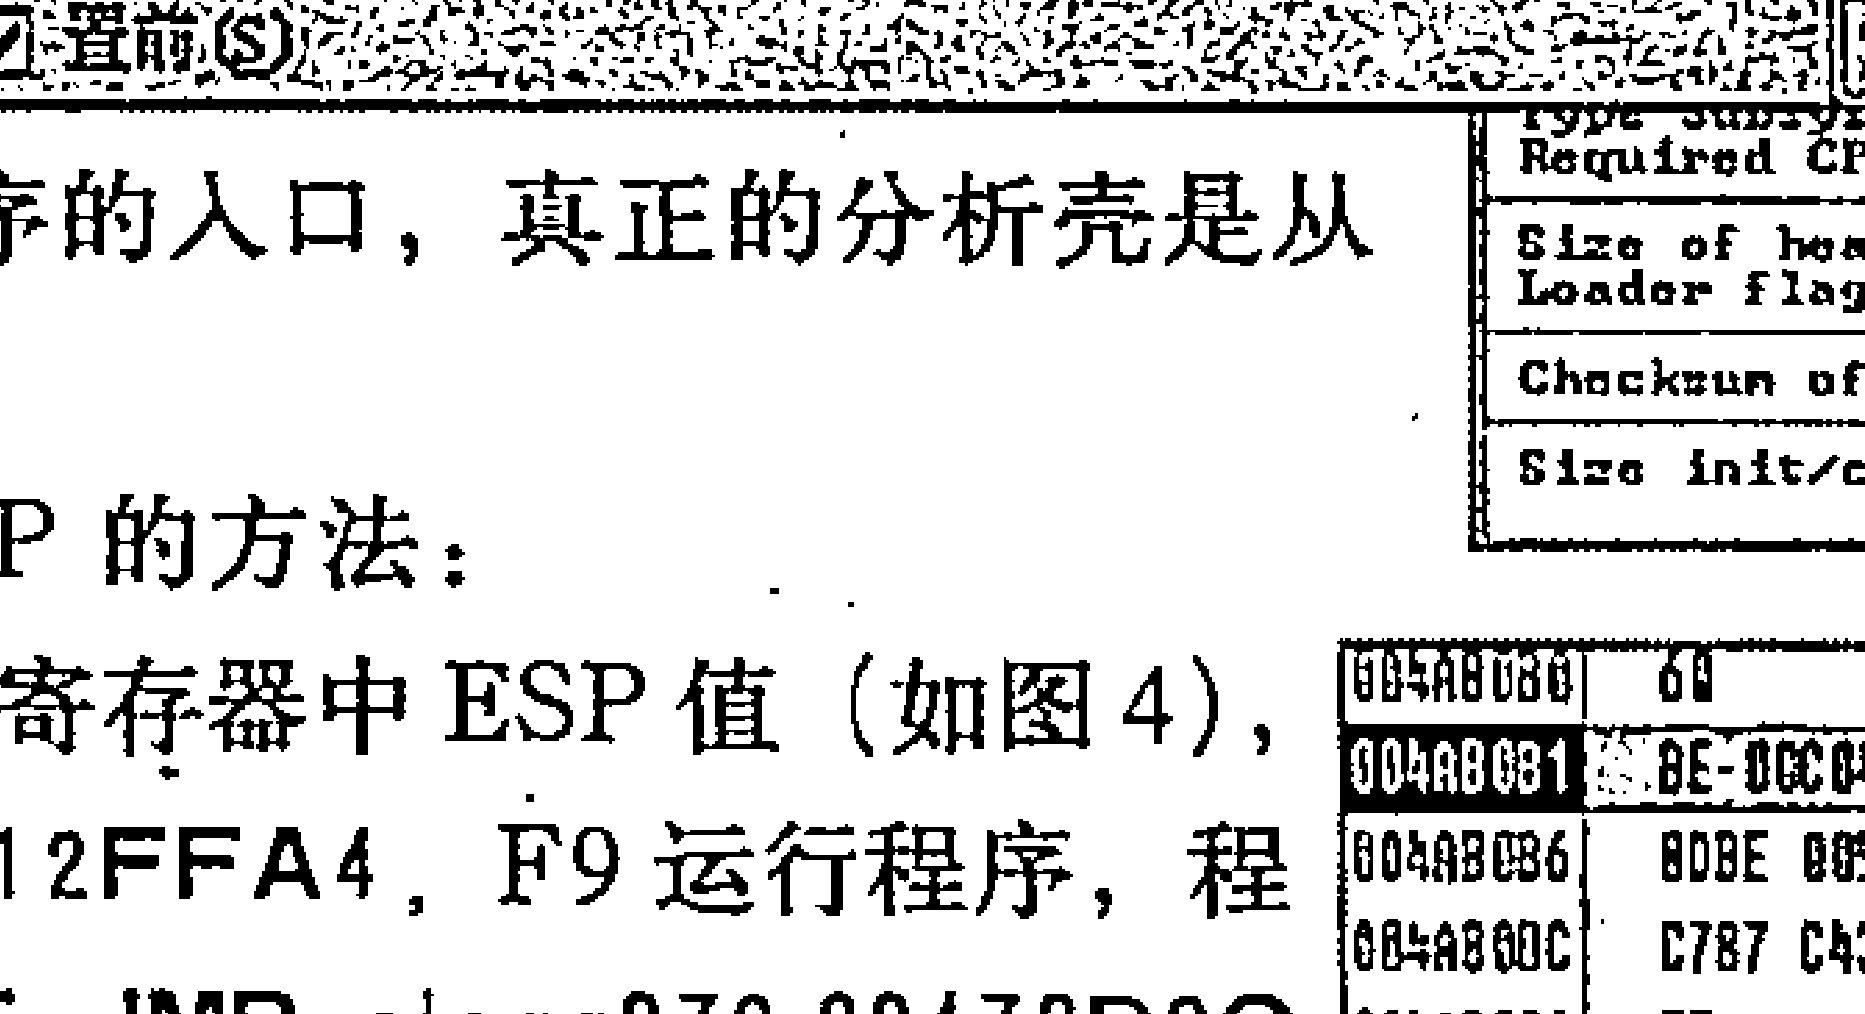 置前(S)
序的入口，真正的分析壳是从
P 的方法：
寄存器中 ESP 值（如图 4），
12FFA4，F9 运行程序，程
Required CP
Size of hea
Loader flag
Checksum of
Size init/c
004A8080 60
004A8081 BE-00C04
004A8086 8DBE 00
C787 C4